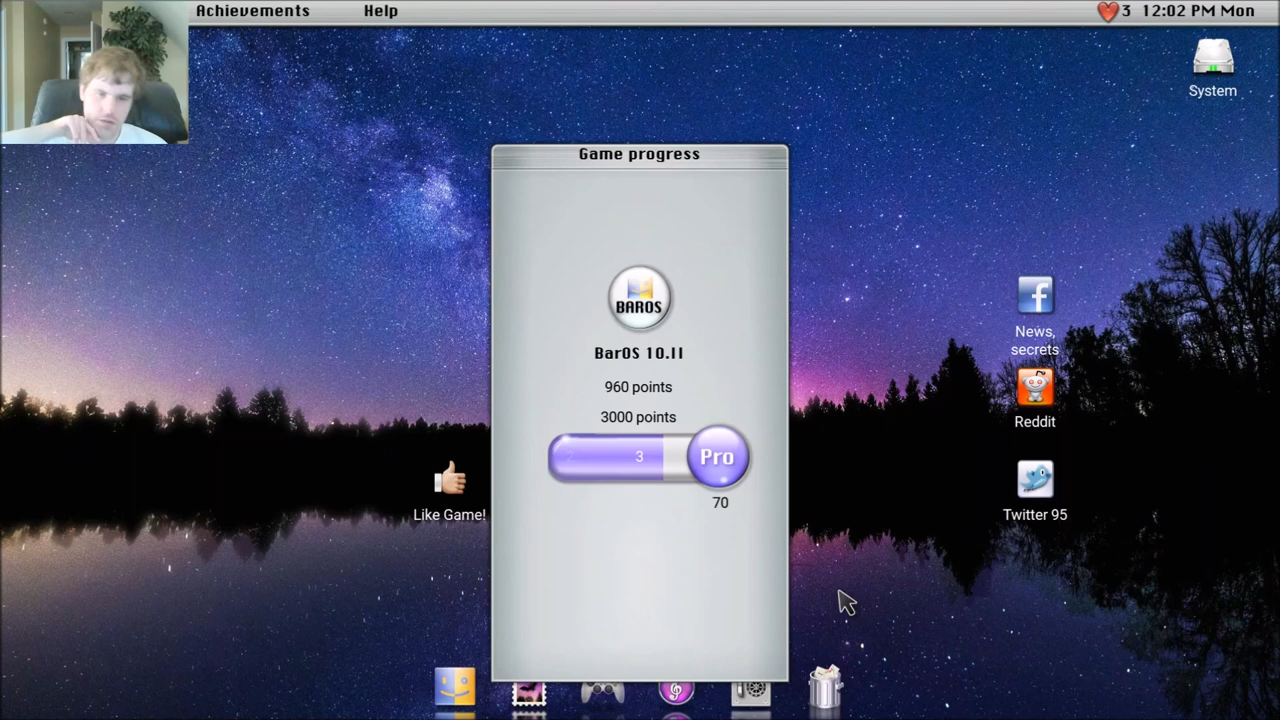 Achievements Help 3 12:02 PM Mon
System
Game progress
BAROS
BarOS 10.11
960 points
3000 points
2 3 Pro
70
News,
secrets
Reddit
Like Game!
Twitter 95